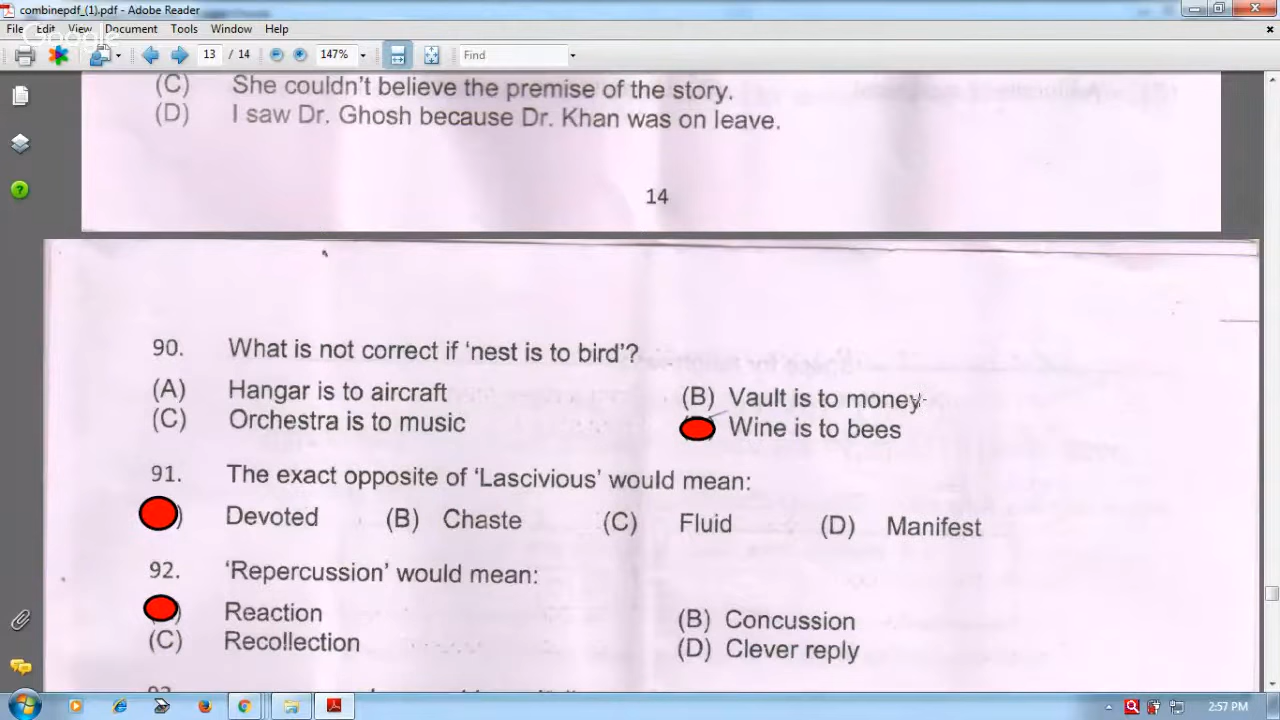 combinepdf_(1).pdf - Adobe Reader
File Edit View Document Tools Window Help
Google
13 / 14 147% Find
(C) She couldn't believe the premise of the story.
(D) I saw Dr. Ghosh because Dr. Khan was on leave.
14
90. What is not correct if 'nest is to bird'?
(A) Hangar is to aircraft (B) Vault is to money
(C) Orchestra is to music Wine is to bees
91. The exact opposite of 'Lascivious' would mean:
) Devoted (B) Chaste (C) Fluid (D) Manifest
92. 'Repercussion' would mean:
) Reaction (B) Concussion
(C) Recollection (D) Clever reply
2:57 PM